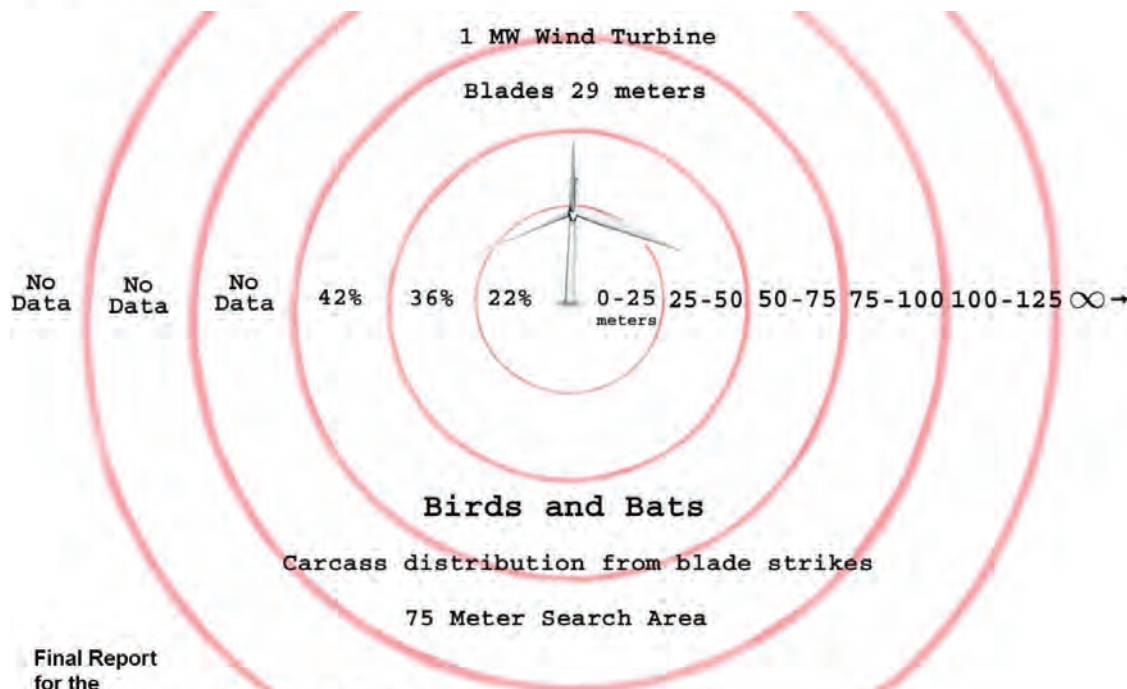 1 MW Wind Turbine
Blades 29 meters
No Data
No Data
No Data
42%
36%
22%
0-25 meters
25-50
50-75
75-100
100-125
∞→
Birds and Bats
Carcass distribution from blade strikes
75 Meter Search Area
Final Report
for the